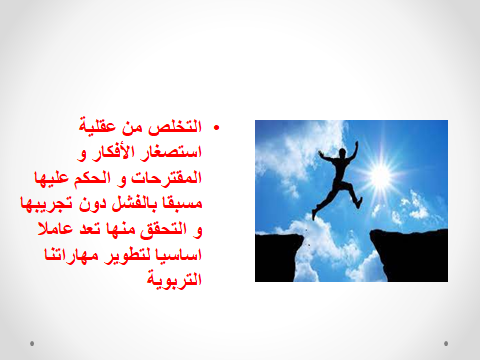 • التخلص من عقلية
استصغار الأفكار و
المقترحات و الحكم عليها
مسبقا بالفشل دون تجريبها
و التحقق منها تعد عاملا
اساسيا لتطوير مهاراتنا
التربوية